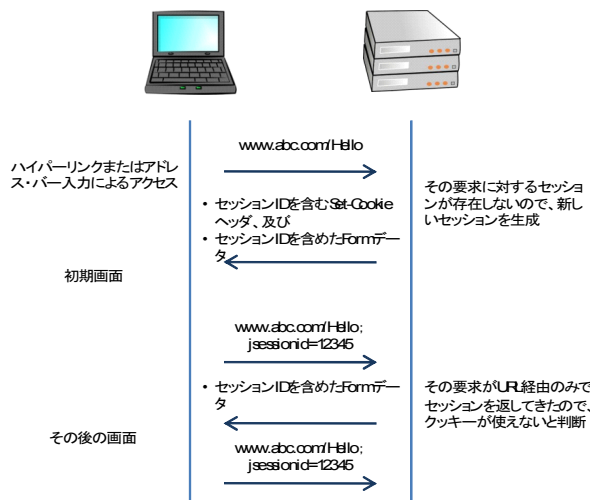 www.abc.com/Hello
ハイパーリンクまたはアドレ
ス・バー入力によるアクセス
• セッションIDを含むSet-Cookie
ヘッダ、及び
• セッションIDを含めたFormデー
タ
その要求に対するセッショ
ンが存在しないので、新し
いセッションを生成
初期画面
www.abc.com/Hello;
jsessionid=12345
• セッションIDを含めたFormデー
タ
その要求がURL経由のみで
セッションを返してきたので、
クッキーが使えないと判断
その後の画面
www.abc.com/Hello;
jsessionid=12345